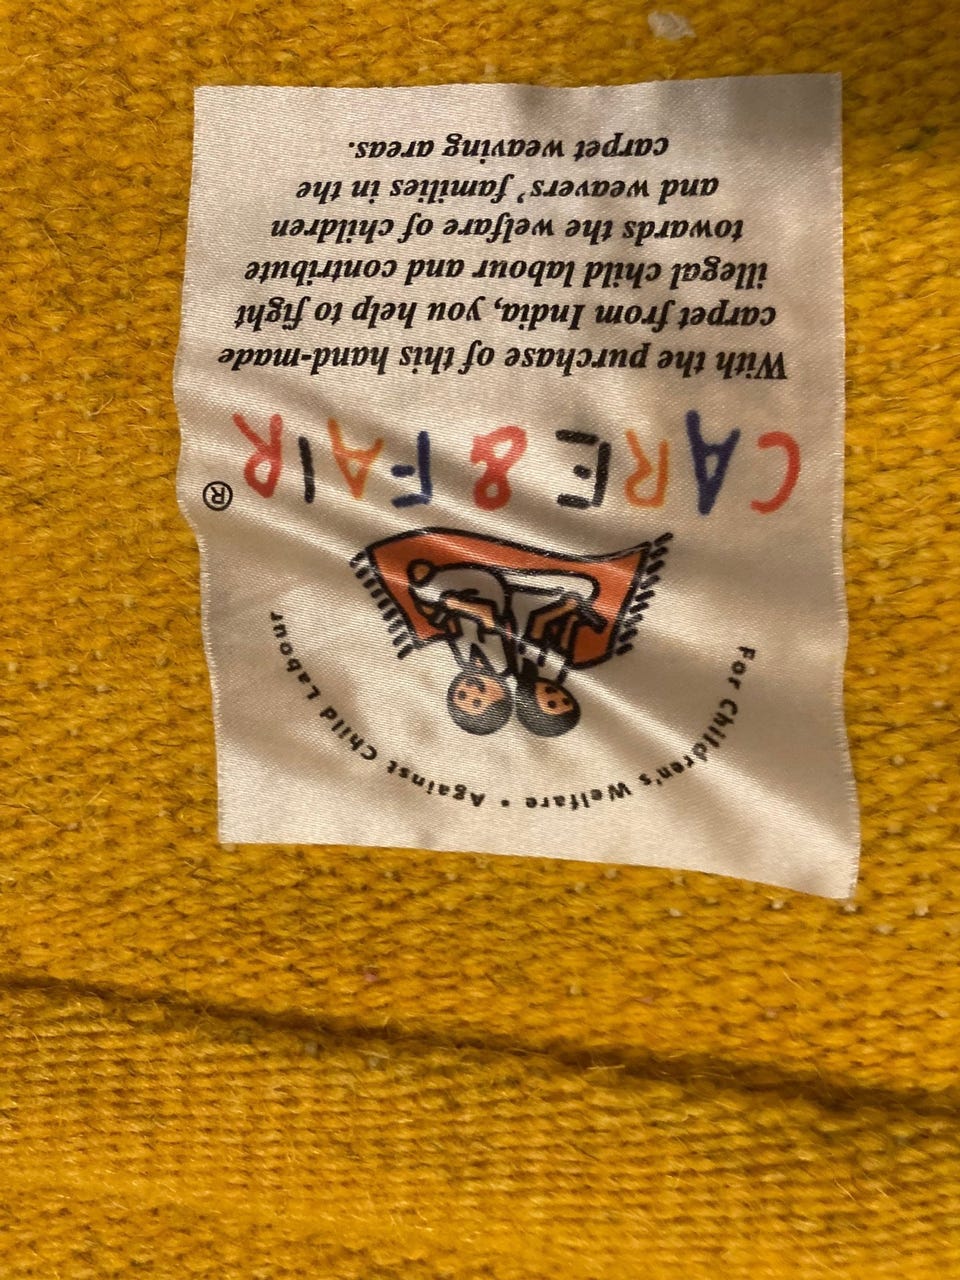 For Children's Welfare • Against Child Labour
CARE & FAIR ®
With the purchase of this hand-made
carpet from India, you help to fight
illegal child labour and contribute
towards the welfare of children
and weavers' families in the
carpet weaving areas.